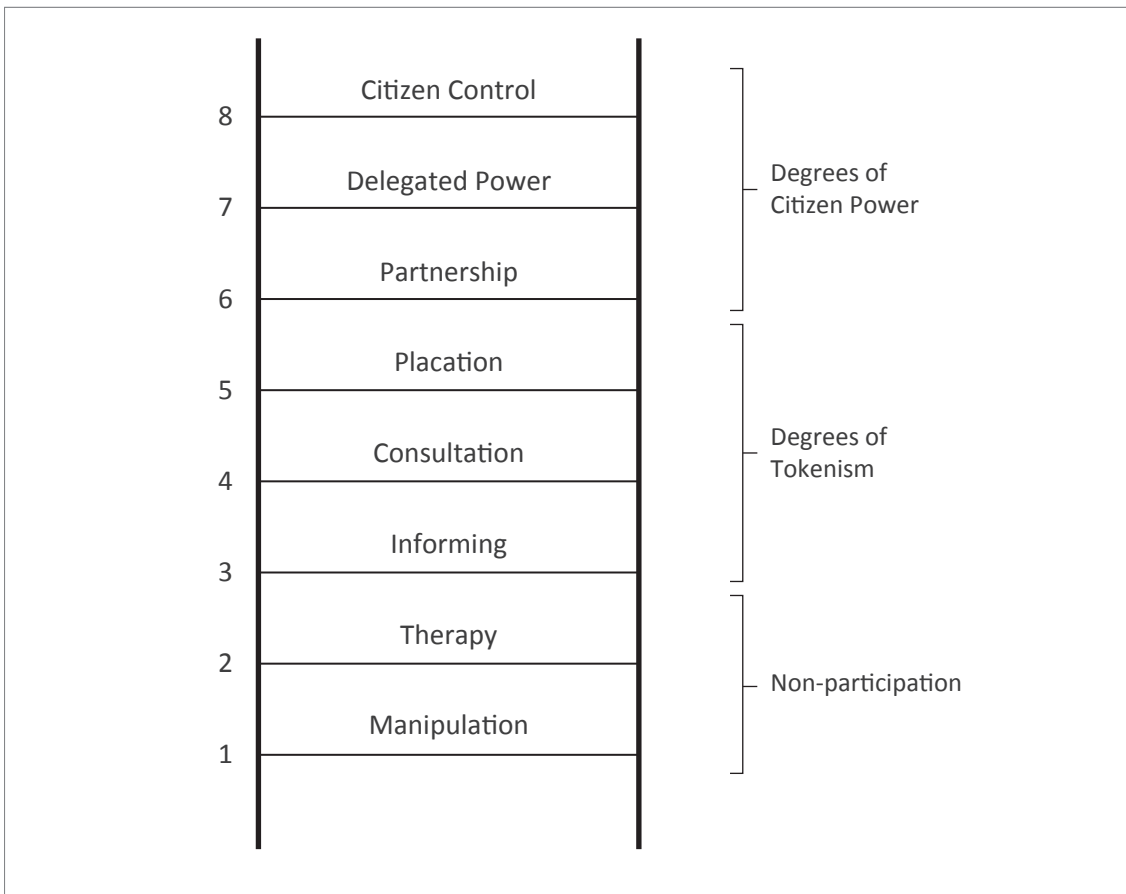 Citizen Control
8
Delegated Power
7
Partnership
6
Placation
5
Consultation
4
Informing
3
Therapy
2
Manipulation
1
Degrees of
Citizen Power
Degrees of
Tokenism
Non-participation